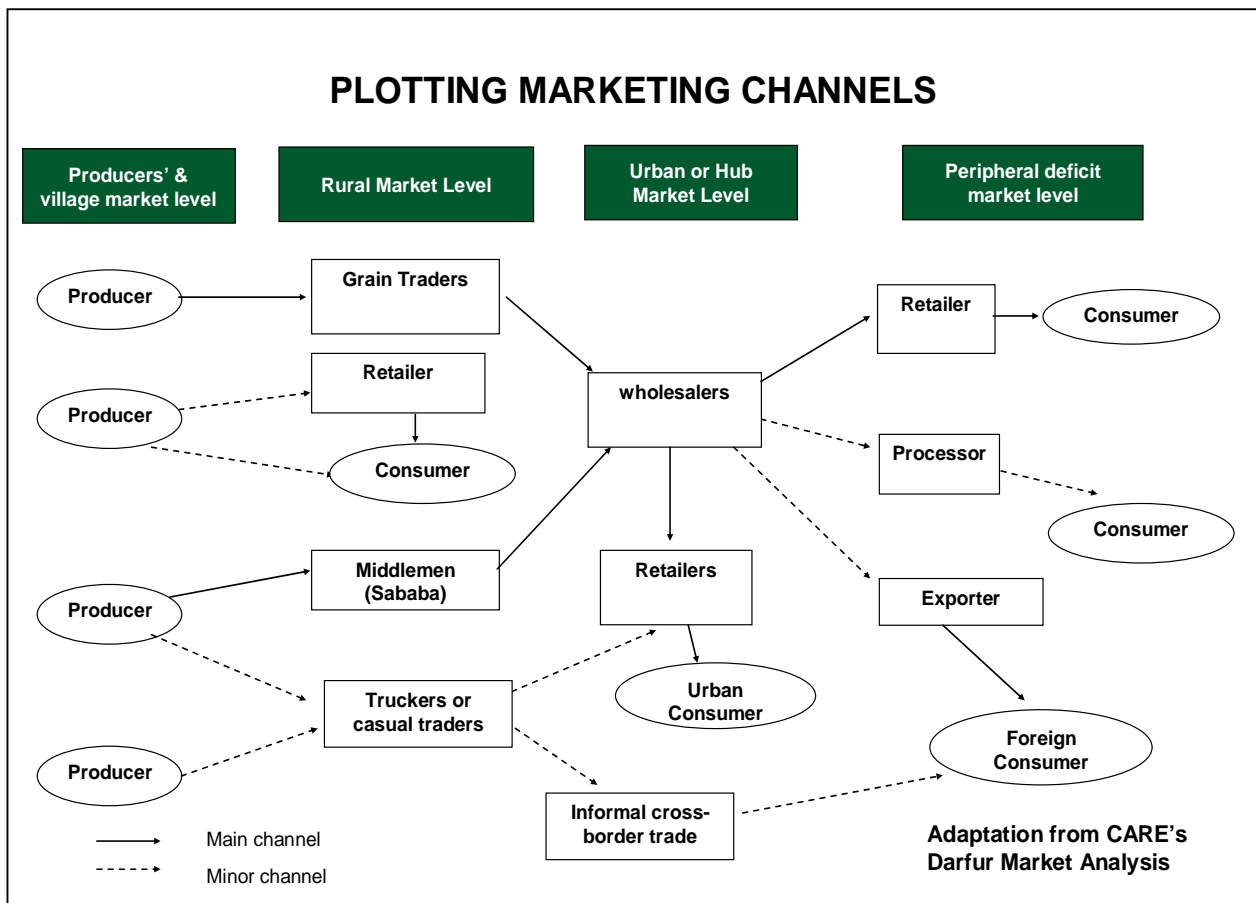 PLOTTING MARKETING CHANNELS
Producers’ &
village market level
Rural Market Level
Urban or Hub
Market Level
Peripheral deficit
market level
Producer
Grain Traders
Retailer
Consumer
Producer
Retailer
Consumer
wholesalers
Processor
Consumer
Producer
Middlemen
(Sababa)
Retailers
Exporter
Truckers or
casual traders
Urban
Consumer
Producer
Foreign
Consumer
Informal cross-
border trade
Main channel
Minor channel
Adaptation from CARE’s
Darfur Market Analysis